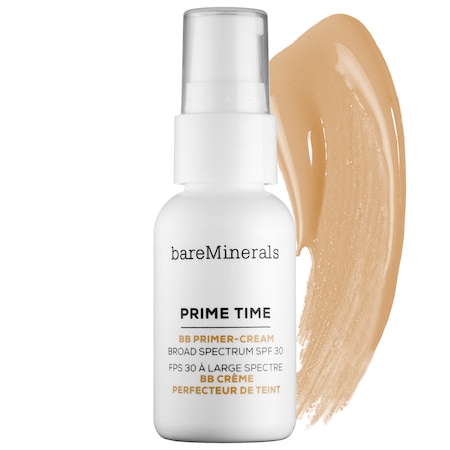 bareMinerals
PRIME TIME
BB PRIMER-CREAM
BROAD SPECTRUM SPF 30
FPS 30 À LARGE SPECTRE
BB CRÈME
PERFECTEUR DE TEINT